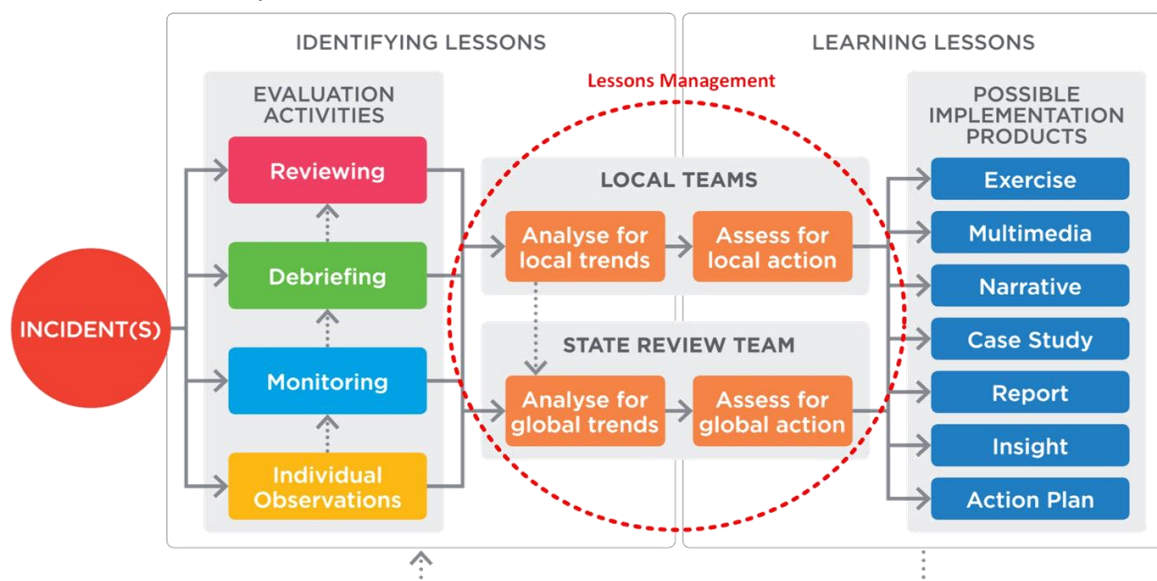 IDENTIFYING LESSONS
LEARNING LESSONS
Lessons Management
EVALUATION
ACTIVITIES
POSSIBLE
IMPLEMENTATION
PRODUCTS
INCIDENT(S)
Reviewing
Debriefing
Monitoring
Individual
Observations
LOCAL TEAMS
Analyse for
local trends
Assess for
local action
STATE REVIEW TEAM
Analyse for
global trends
Assess for
global action
Exercise
Multimedia
Narrative
Case Study
Report
Insight
Action Plan